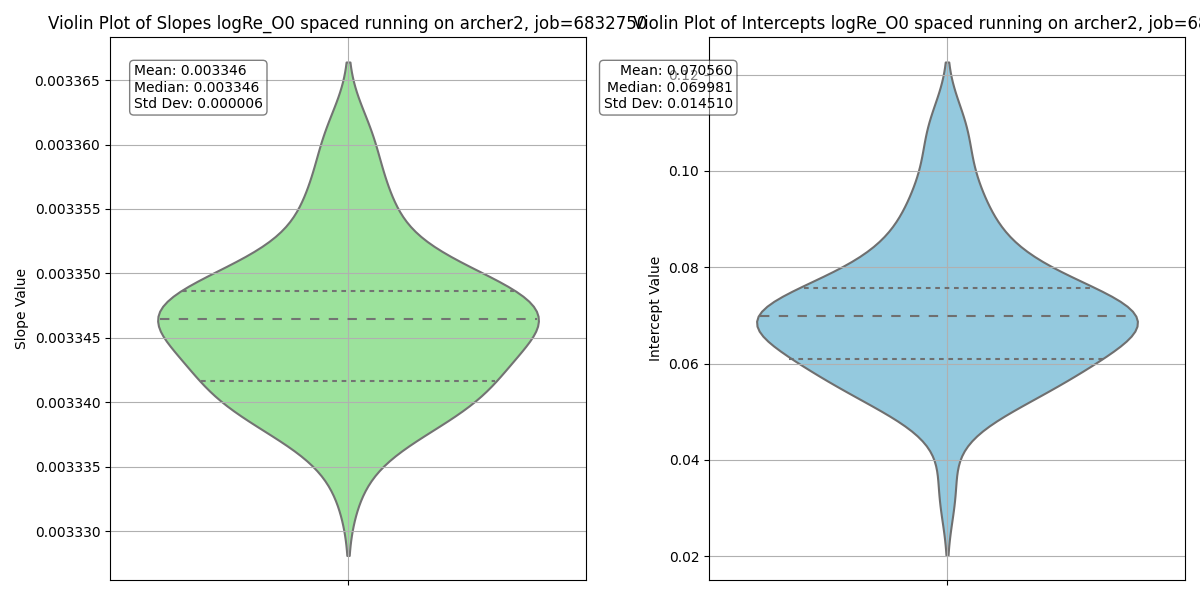 Violin Plot of Slopes logRe_O0 spaced running on archer2, job=6832750
Mean: 0.003346
Median: 0.003346
Std Dev: 0.000006
0.003365
0.003360
0.003355
0.003350
0.003345
0.003340
0.003335
0.003330
Slope Value
Violin Plot of Intercepts logRe_O0 spaced running on archer2, job=68
Mean: 0.070560
Median: 0.069981
Std Dev: 0.014510
0.12
0.10
0.08
0.06
0.04
0.02
Intercept Value